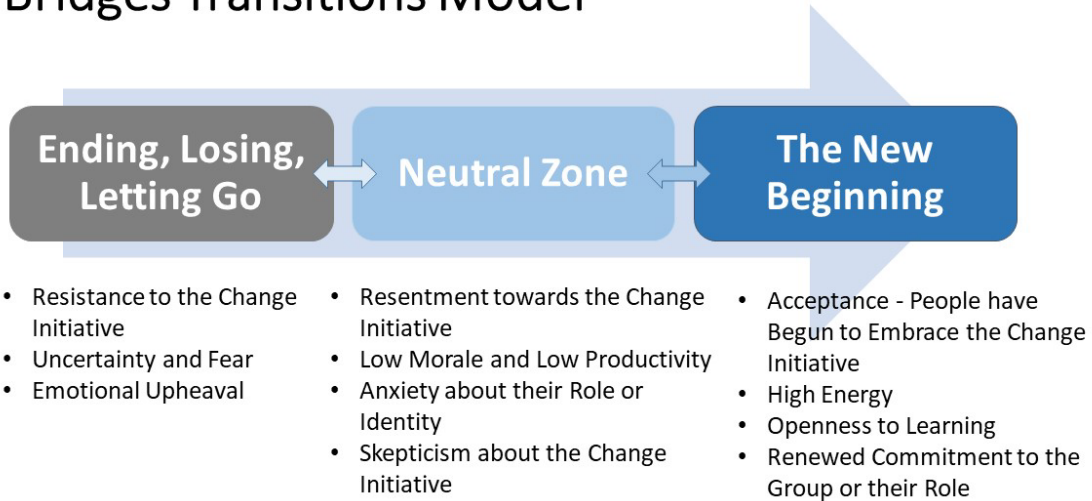 Bridges Transitions Model
Ending, Losing,
Letting Go
Neutral Zone
The New
Beginning
• Resistance to the Change
Initiative
• Uncertainty and Fear
• Emotional Upheaval
• Resentment towards the Change
Initiative
• Low Morale and Low Productivity
• Anxiety about their Role or
Identity
• Skepticism about the Change
Initiative
• Acceptance - People have
Begun to Embrace the Change
Initiative
• High Energy
• Openness to Learning
• Renewed Commitment to the
Group or their Role